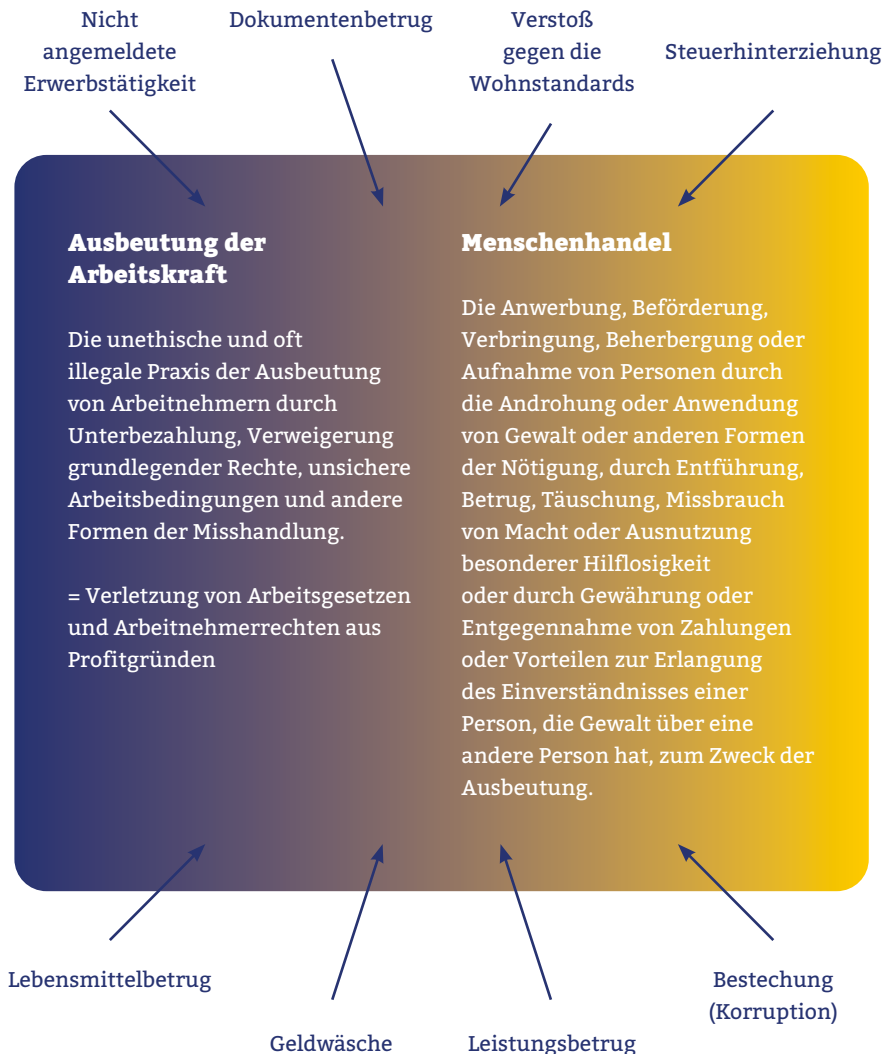 Nicht
angemeldete
Erwerbstätigkeit
Dokumentenbetrug
Verstoß
gegen die
Wohnstandards
Steuerhinterziehung
Ausbeutung der
Arbeitskraft
Die unethische und oft
illegale Praxis der Ausbeutung
von Arbeitnehmern durch
Unterbezahlung, Verweigerung
grundlegender Rechte, unsichere
Arbeitsbedingungen und andere
Formen der Misshandlung.
= Verletzung von Arbeitsgesetzen
und Arbeitnehmerrechten aus
Profitgründen
Menschenhandel
Die Anwerbung, Beförderung,
Verbringung, Beherbergung oder
Aufnahme von Personen durch
die Androhung oder Anwendung
von Gewalt oder anderen Formen
der Nötigung, durch Entführung,
Betrug, Täuschung, Missbrauch
von Macht oder Ausnutzung
besonderer Hilflosigkeit
oder durch Gewährung oder
Entgegennahme von Zahlungen
oder Vorteilen zur Erlangung
des Einverständnisses einer
Person, die Gewalt über eine
andere Person hat, zum Zweck der
Ausbeutung.
Lebensmittelbetrug
Geldwäsche
Leistungsbetrug
Bestechung
(Korruption)